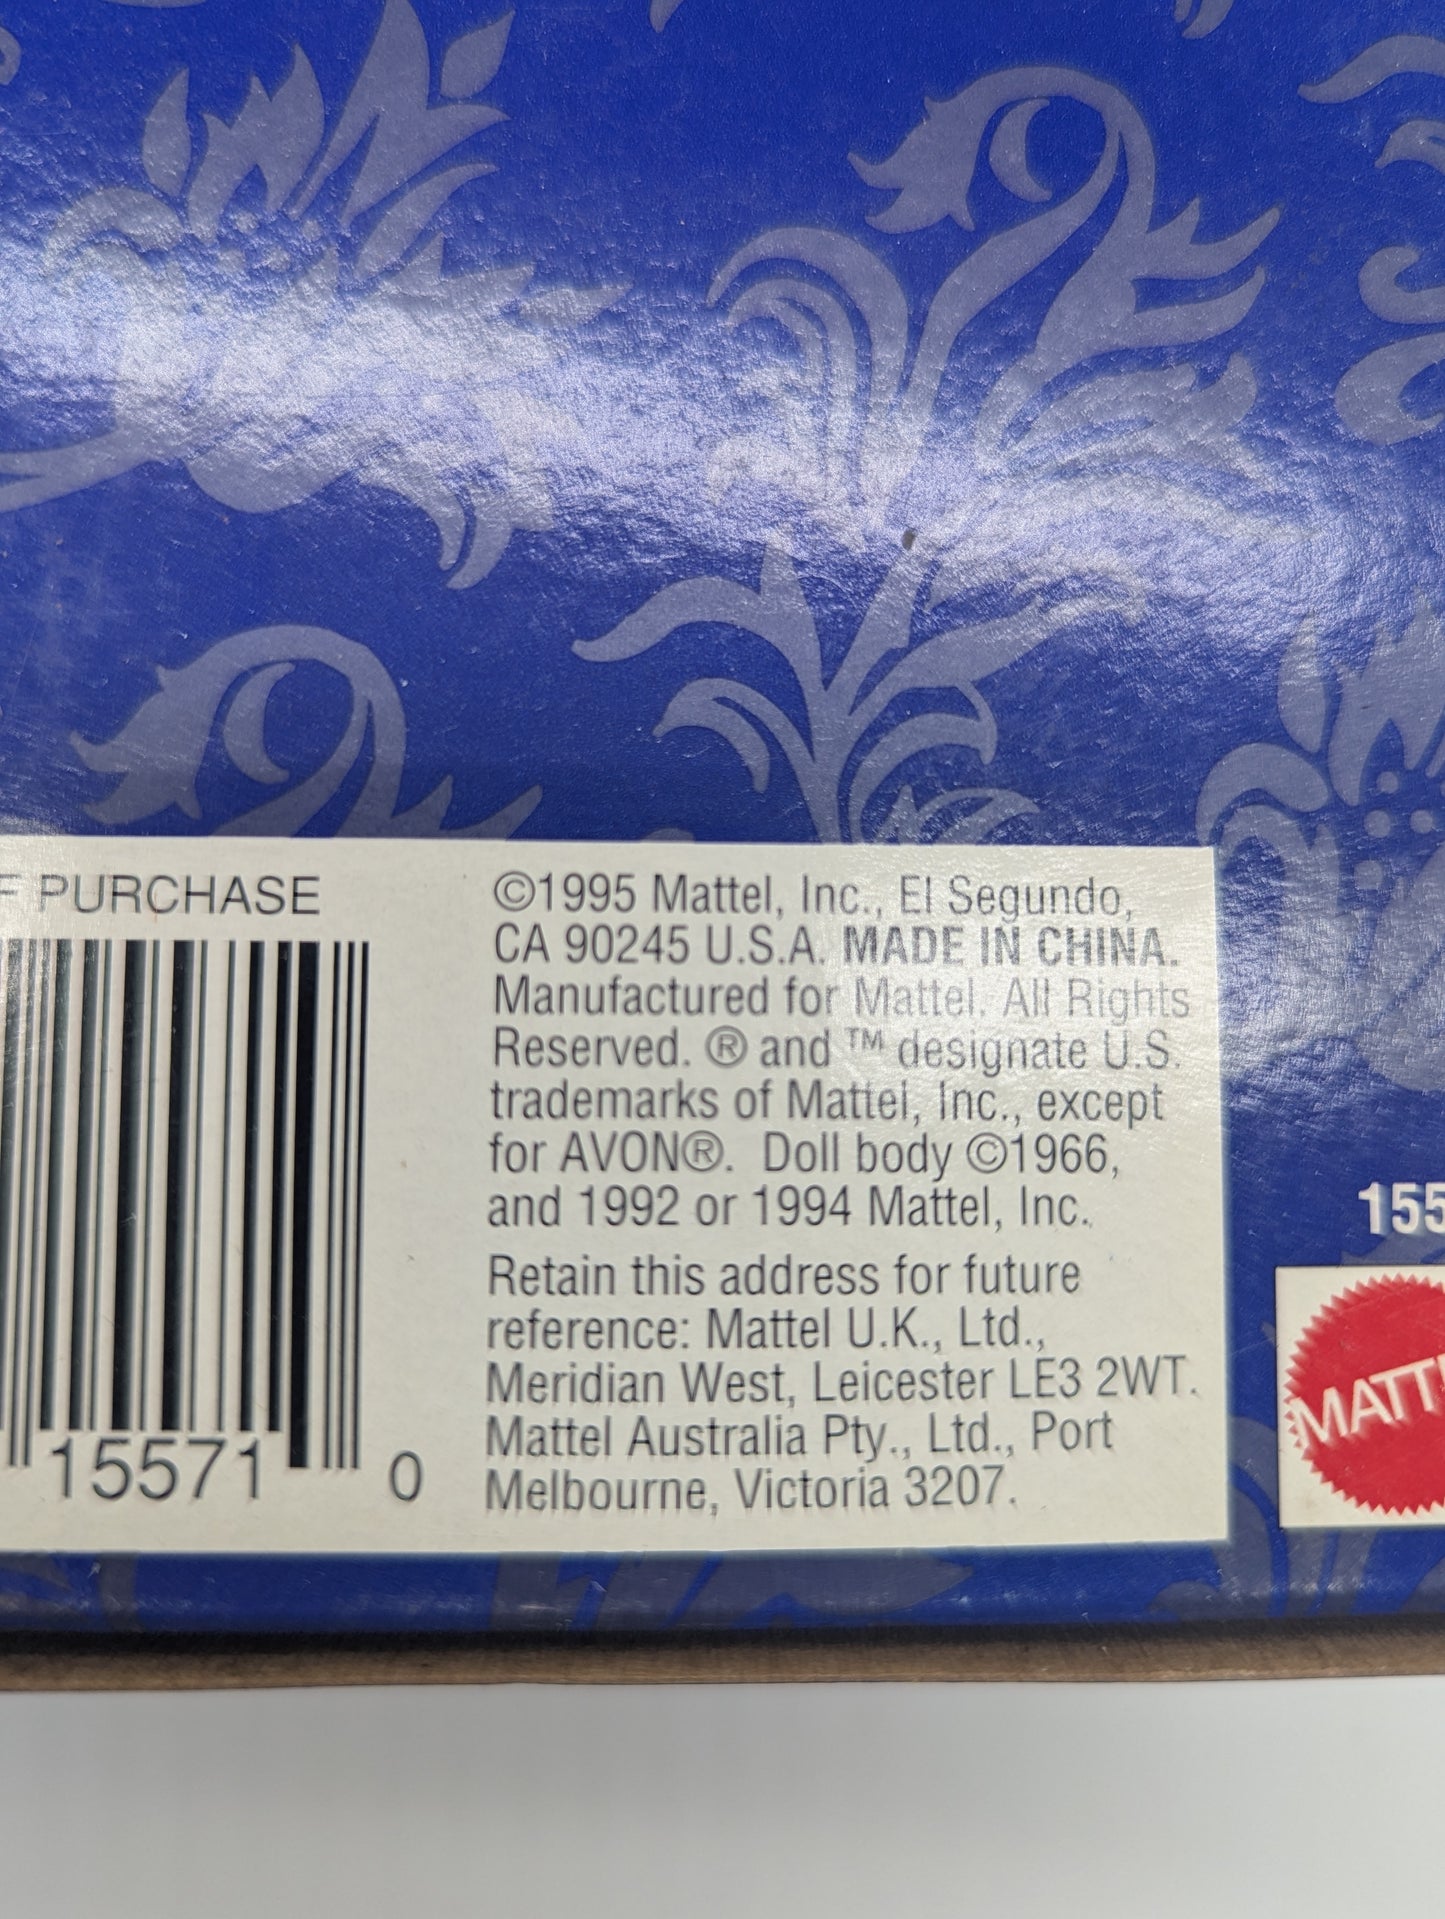 F PURCHASE
15571 0
©1995 Mattel, Inc., El Segundo,
CA 90245 U.S.A. MADE IN CHINA.
Manufactured for Mattel. All Rights
Reserved. ® and ™ designate U.S.
trademarks of Mattel, Inc., except
for AVON®. Doll body ©1966,
and 1992 or 1994 Mattel, Inc.
Retain this address for future
reference: Mattel U.K., Ltd.,
Meridian West, Leicester LE3 2WT.
Mattel Australia Pty., Ltd., Port
Melbourne, Victoria 3207.
155
MATT